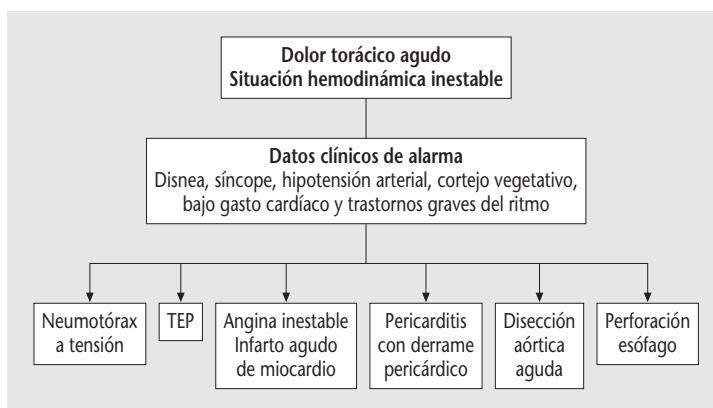 Dolor torácico agudo
Situación hemodinámica inestable
Datos clínicos de alarma
Disnea, síncope, hipotensión arterial, cortejo vegetativo,
bajo gasto cardíaco y trastornos graves del ritmo
Neumotórax
a tensión
TEP
Angina inestable
Infarto agudo
de miocardio
Pericarditis
con derrame
pericárdico
Disección
aórtica
aguda
Perforación
esófago